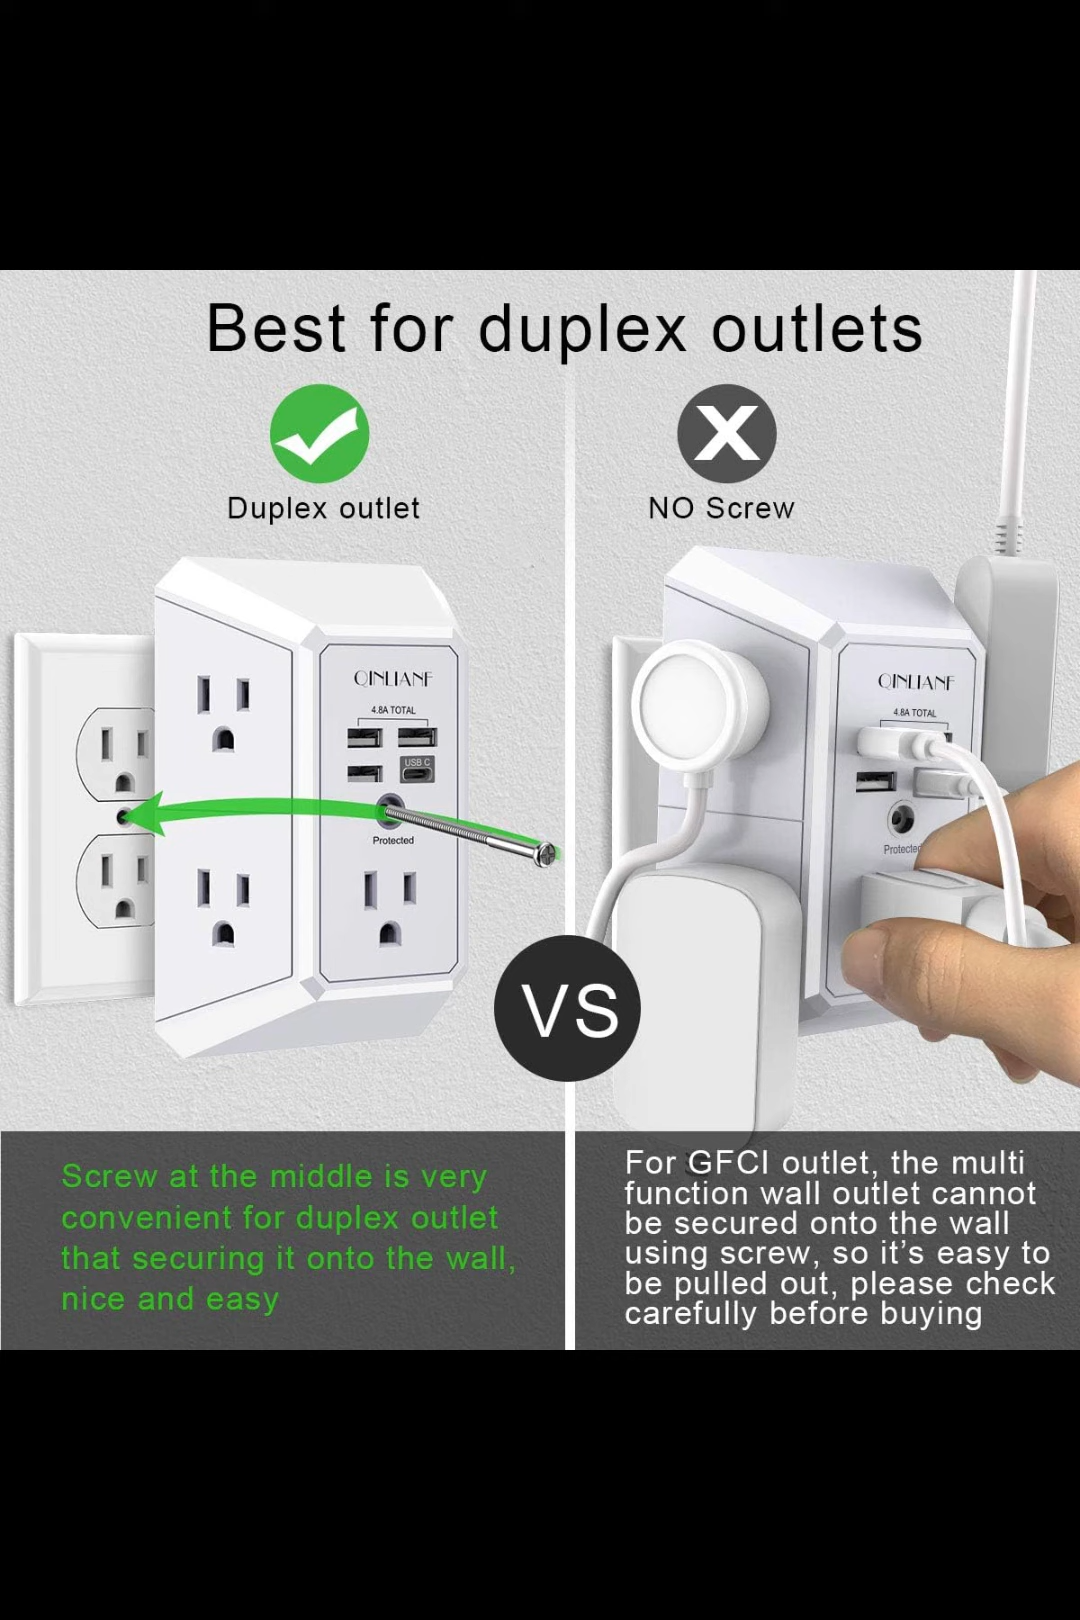 Best for duplex outlets
Duplex outlet
NO Screw
QINLIANF
4.8A TOTAL
USB C
Protected
QINLIANF
4.8A TOTAL
Protected
VS
Screw at the middle is very
convenient for duplex outlet
that securing it onto the wall,
nice and easy
For GFCI outlet, the multi
function wall outlet cannot
be secured onto the wall
using screw, so it’s easy to
be pulled out, please check
carefully before buying